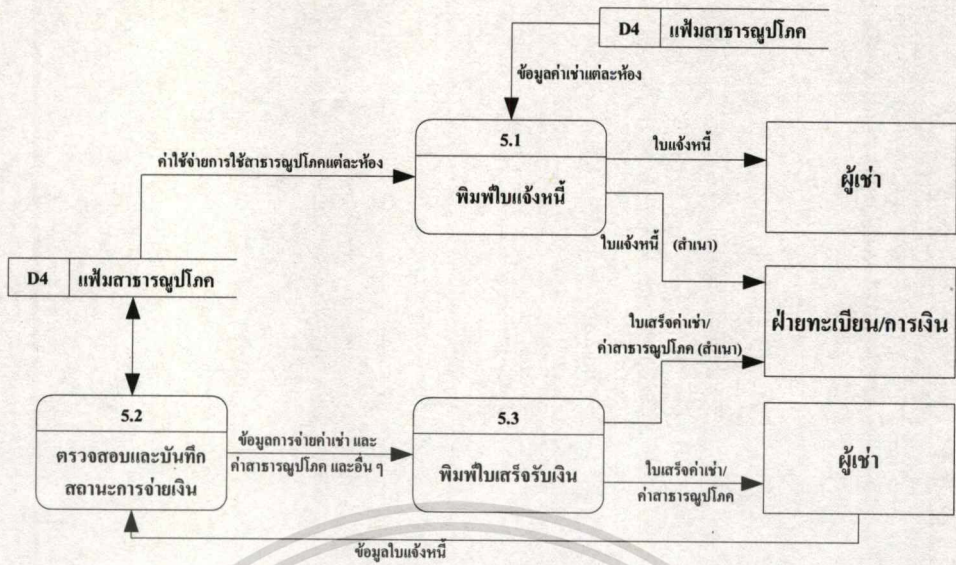 D4 แฟ้มสาธารณูปโภค
ข้อมูลค่าเช่าแต่ละห้อง
5.1
พิมพ์ใบแจ้งหนี้
ใบแจ้งหนี้
ผู้เช่า
ค่าใช้จ่ายการใช้สาธารณูปโภคแต่ละห้อง
ใบแจ้งหนี้ (สำเนา)
D4 แฟ้มสาธารณูปโภค
ฝ่ายทะเบียน/การเงิน
ใบเสร็จค่าเช่า/
ค่าสาธารณูปโภค (สำเนา)
5.2
ตรวจสอบและบันทึก
สถานะการจ่ายเงิน
ข้อมูลการจ่ายค่าเช่า และ
ค่าสาธารณูปโภค และอื่น ๆ
5.3
พิมพ์ใบเสร็จรับเงิน
ใบเสร็จค่าเช่า/
ค่าสาธารณูปโภค
ผู้เช่า
ข้อมูลใบแจ้งหนี้